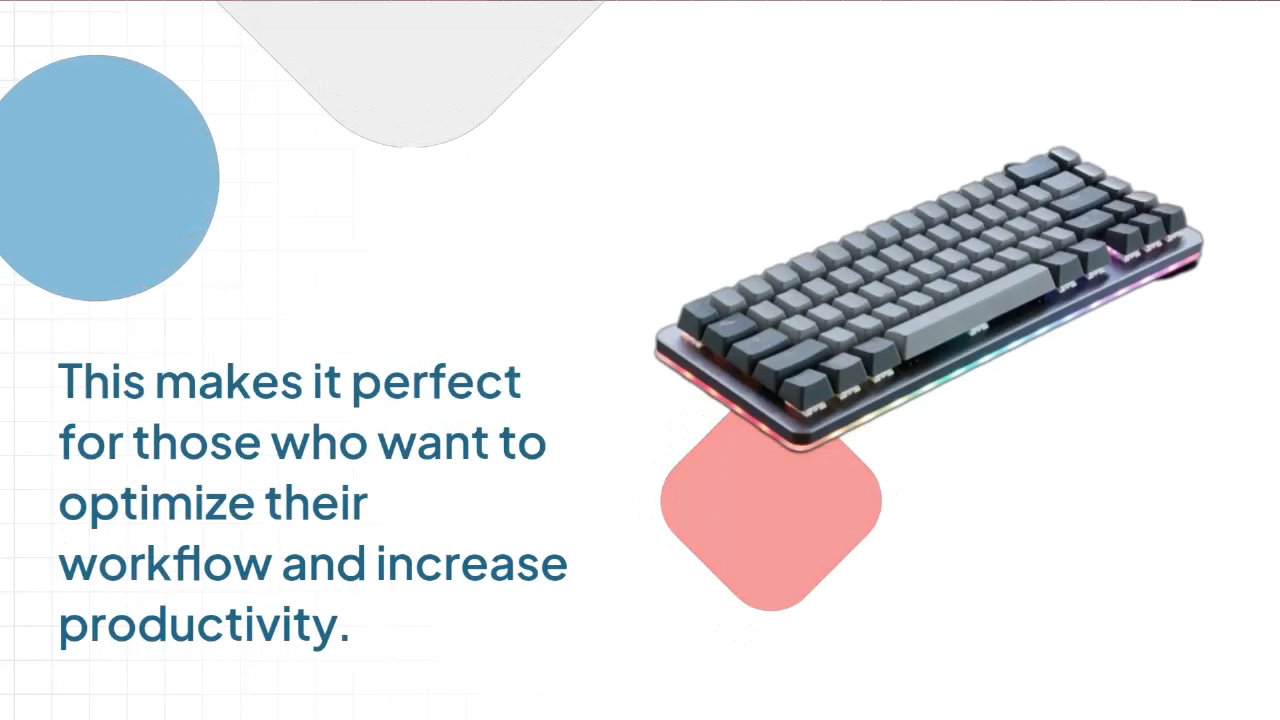 This makes it perfect
for those who want to
optimize their
workflow and increase
productivity.